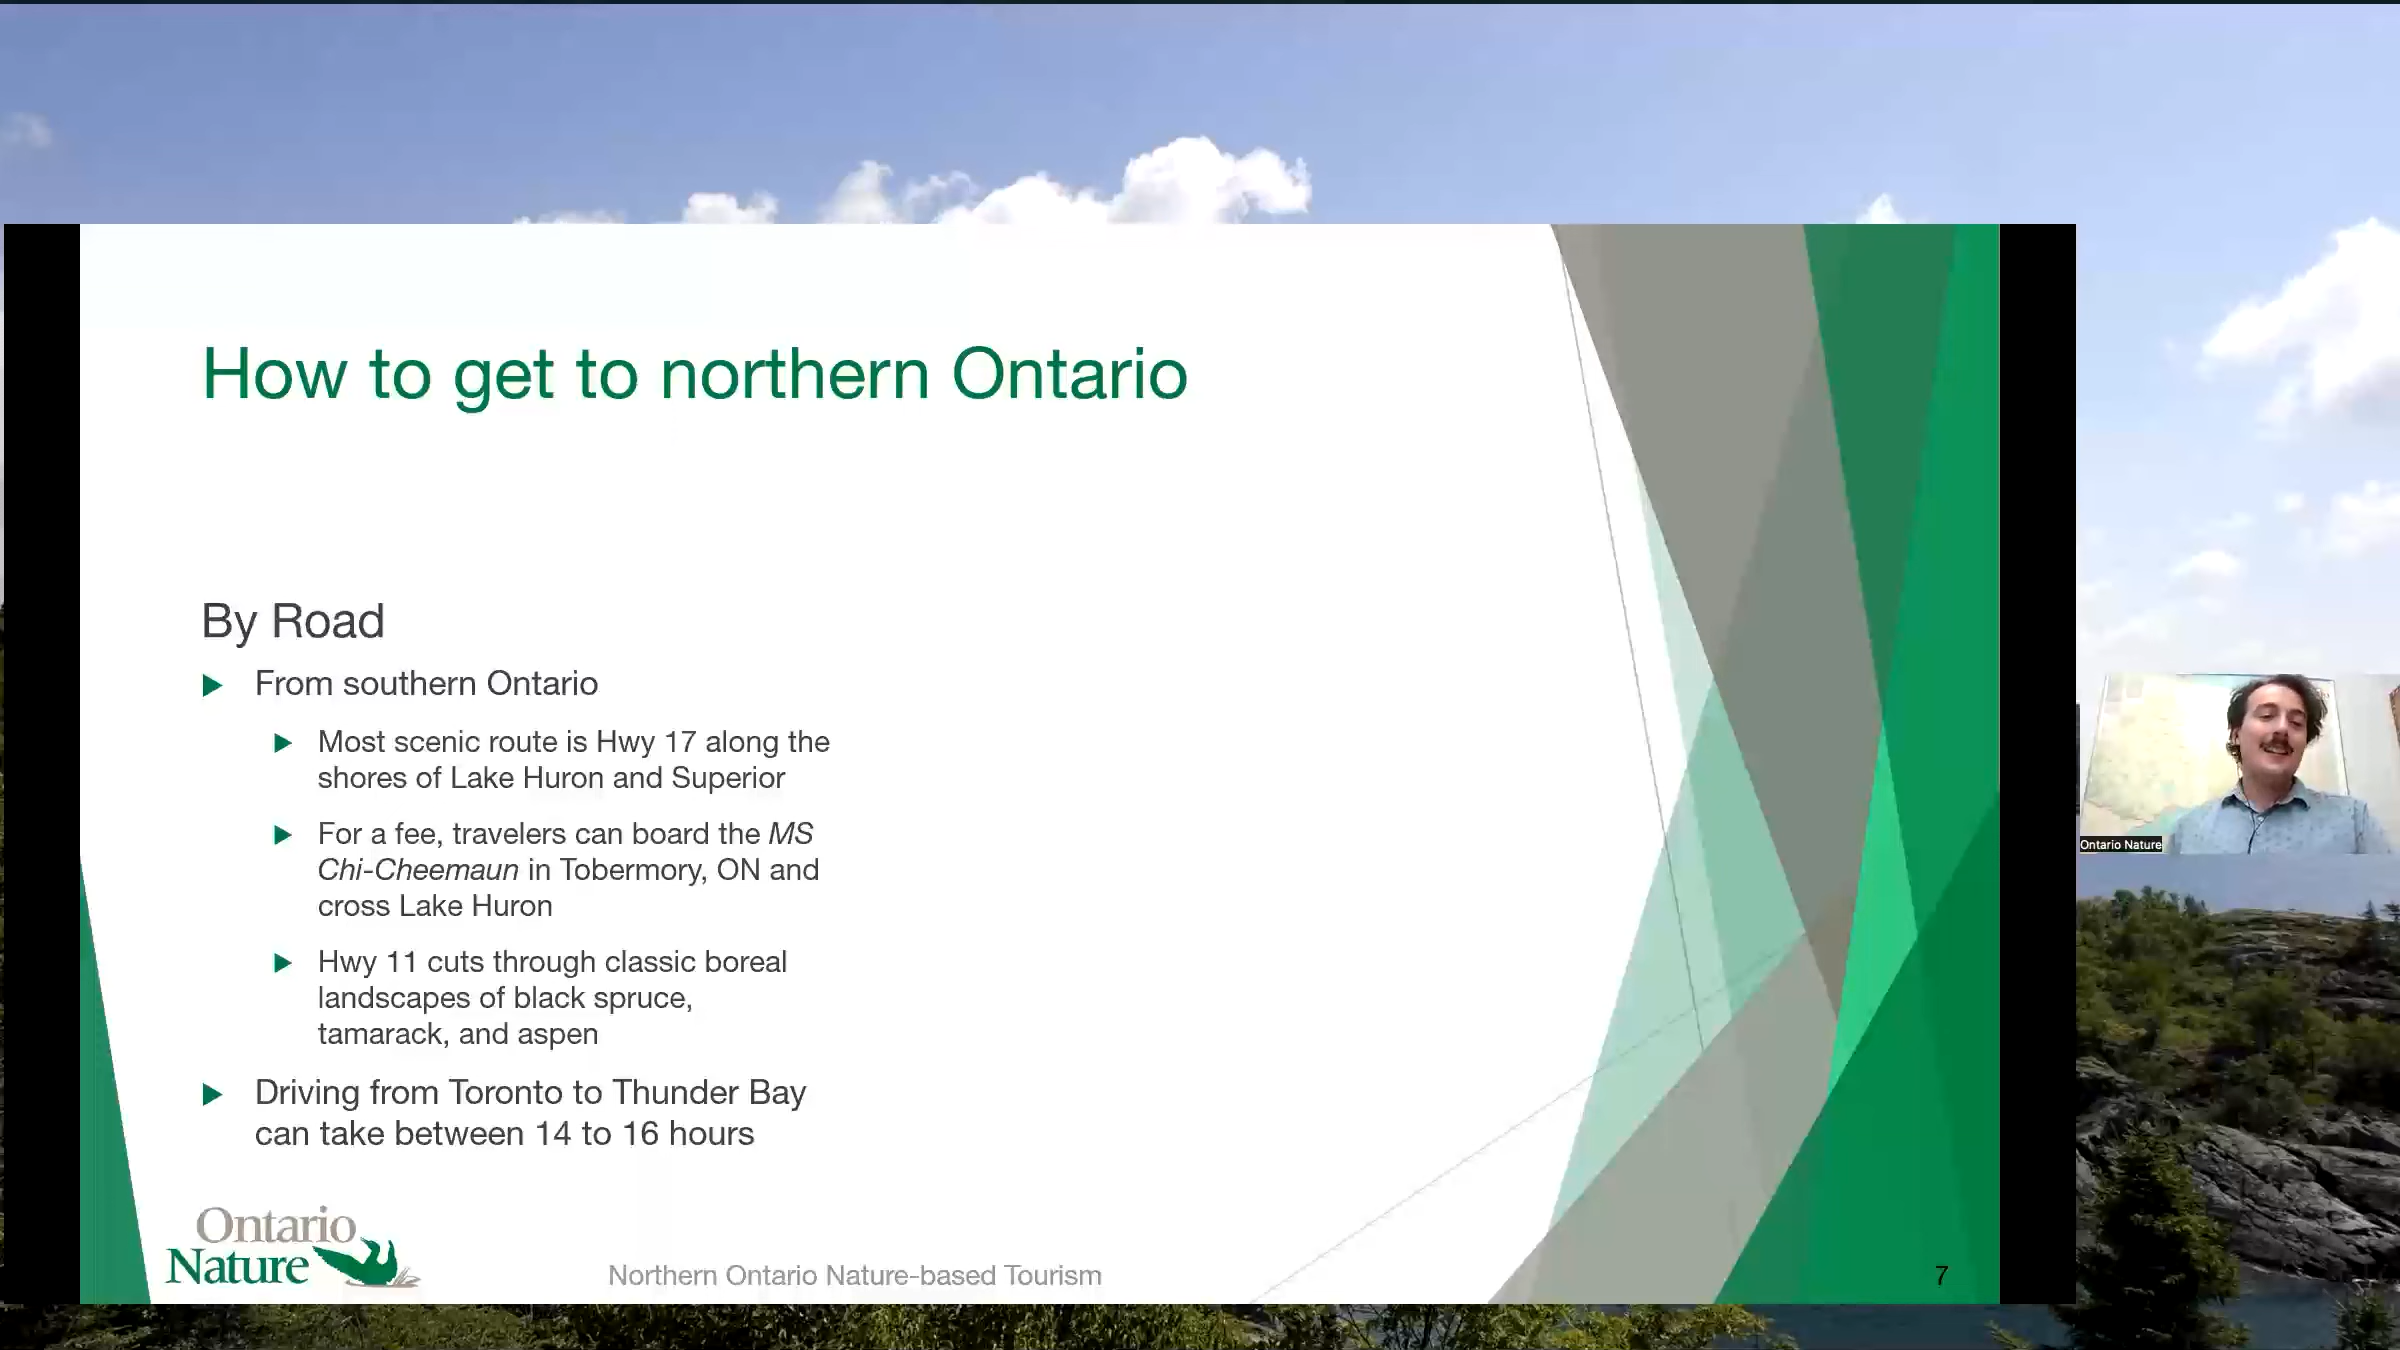 How to get to northern Ontario
By Road
From southern Ontario
Most scenic route is Hwy 17 along the
shores of Lake Huron and Superior
For a fee, travelers can board the MS
Chi-Cheemaun in Tobermory, ON and
cross Lake Huron
Hwy 11 cuts through classic boreal
landscapes of black spruce,
tamarack, and aspen
Driving from Toronto to Thunder Bay
can take between 14 to 16 hours
Ontario
Nature
Northern Ontario Nature-based Tourism
7
Ontario Nature